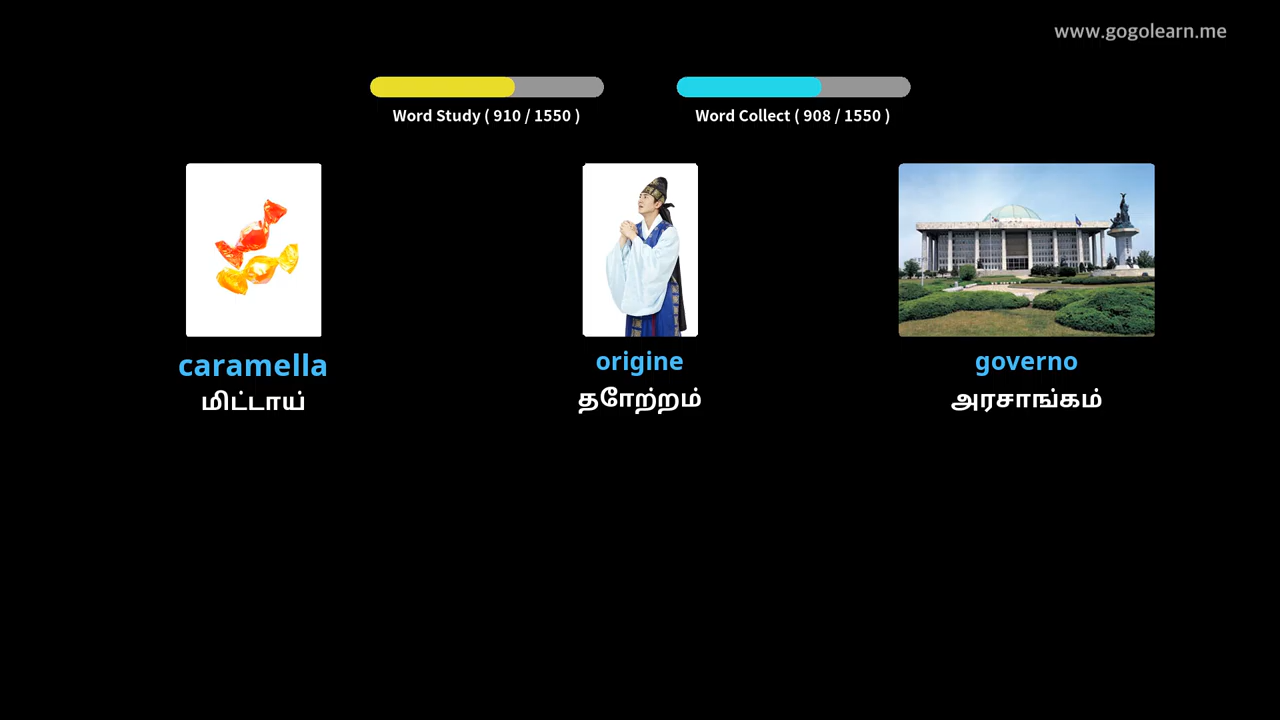 www.gogolearn.me
Word Study ( 910 / 1550 )
Word Collect ( 908 / 1550 )
caramella
மிட்டாய்
origine
தோற்றம்
governo
அரசாங்கம்